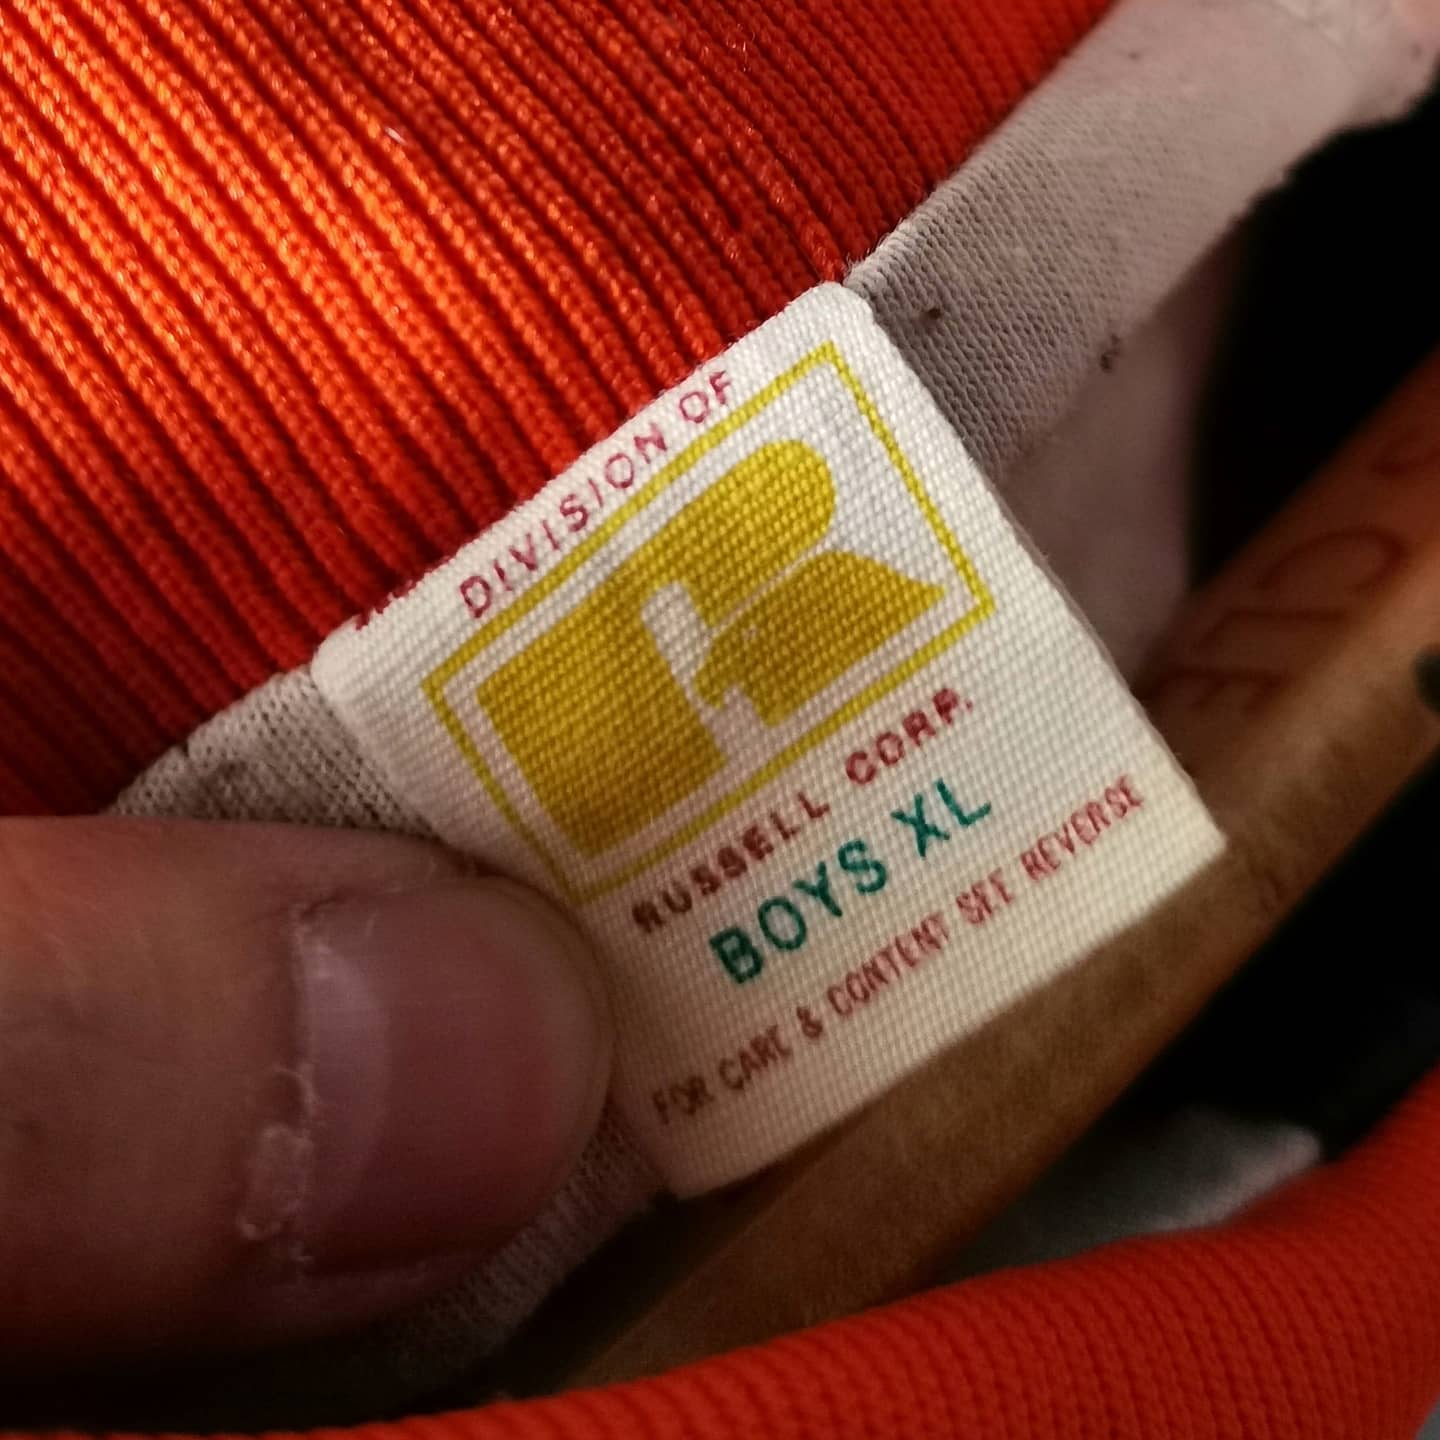 DIVISION OF
R
RUSSELL CORP.
BOYS XL
FOR CARE & CONTENT SEE REVERSE